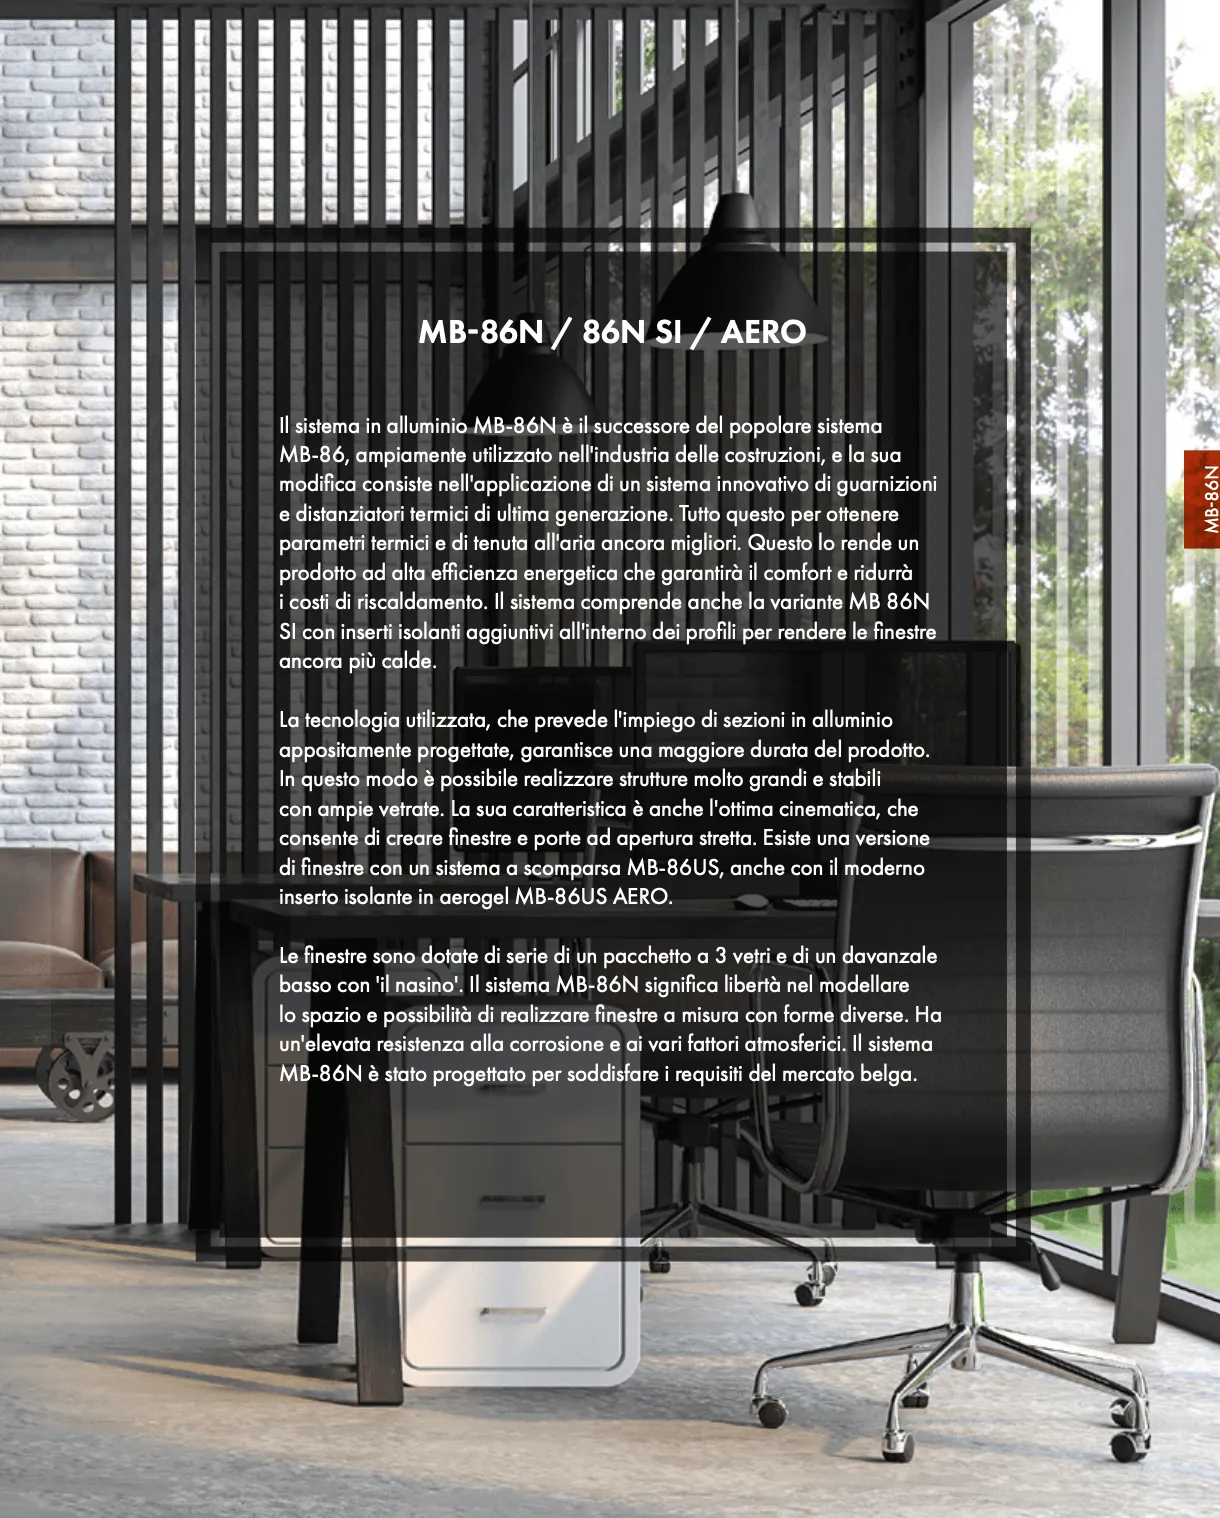 MB-86N / 86N SI / AERO
Il sistema in alluminio MB-86N è il successore del popolare sistema
MB-86, ampiamente utilizzato nell'industria delle costruzioni, e la sua
modifica consiste nell'applicazione di un sistema innovativo di guarnizioni
e distanziatori termici di ultima generazione. Tutto questo per ottenere
parametri termici e di tenuta all'aria ancora migliori. Questo lo rende un
prodotto ad alta efficienza energetica che garantirà il comfort e ridurrà
i costi di riscaldamento. Il sistema comprende anche la variante MB 86N
SI con inserti isolanti aggiuntivi all'interno dei profili per rendere le finestre
ancora più calde.
La tecnologia utilizzata, che prevede l'impiego di sezioni in alluminio
appositamente progettate, garantisce una maggiore durata del prodotto.
In questo modo è possibile realizzare strutture molto grandi e stabili
con ampie vetrate. La sua caratteristica è anche l'ottima cinematica, che
consente di creare finestre e porte ad apertura stretta. Esiste una versione
di finestre con un sistema a scomparsa MB-86US, anche con il moderno
inserto isolante in aerogel MB-86US AERO.
Le finestre sono dotate di serie di un pacchetto a 3 vetri e di un davanzale
basso con 'il nasino'. Il sistema MB-86N significa libertà nel modellare
lo spazio e possibilità di realizzare finestre a misura con forme diverse. Ha
un'elevata resistenza alla corrosione e ai vari fattori atmosferici. Il sistema
MB-86N è stato progettato per soddisfare i requisiti del mercato belga.
MB-86N